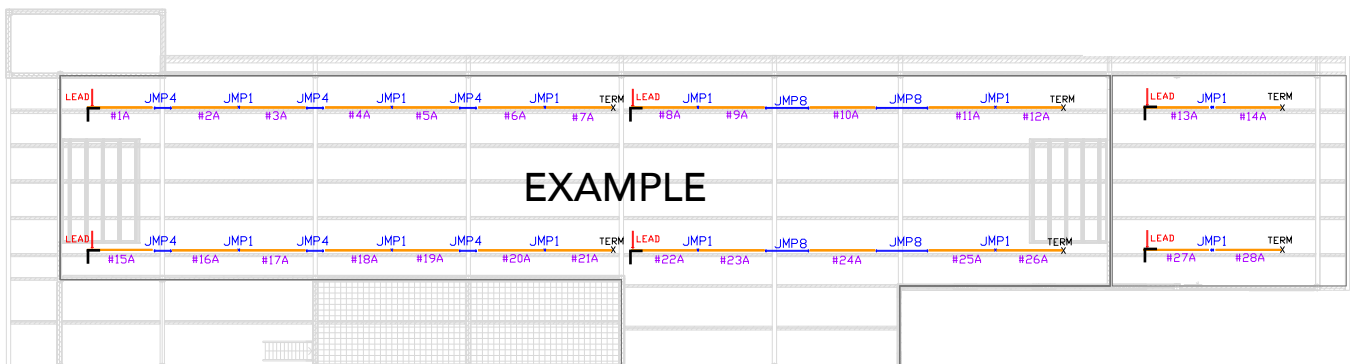 LEAD JMP4 JMP1 JMP4 JMP1 JMP4 JMP1 TERM LEAD JMP1 JMP8 JMP8 JMP1 TERM LEAD JMP1 TERM
X X X
#1A #2A #3A #4A #5A #6A #7A #8A #9A #10A #11A #12A #13A #14A
EXAMPLE
LEAD JMP4 JMP1 JMP4 JMP1 JMP4 JMP1 TERM LEAD JMP1 JMP8 JMP8 JMP1 TERM LEAD JMP1 TERM
X X X
#15A #16A #17A #18A #19A #20A #21A #22A #23A #24A #25A #26A #27A #28A